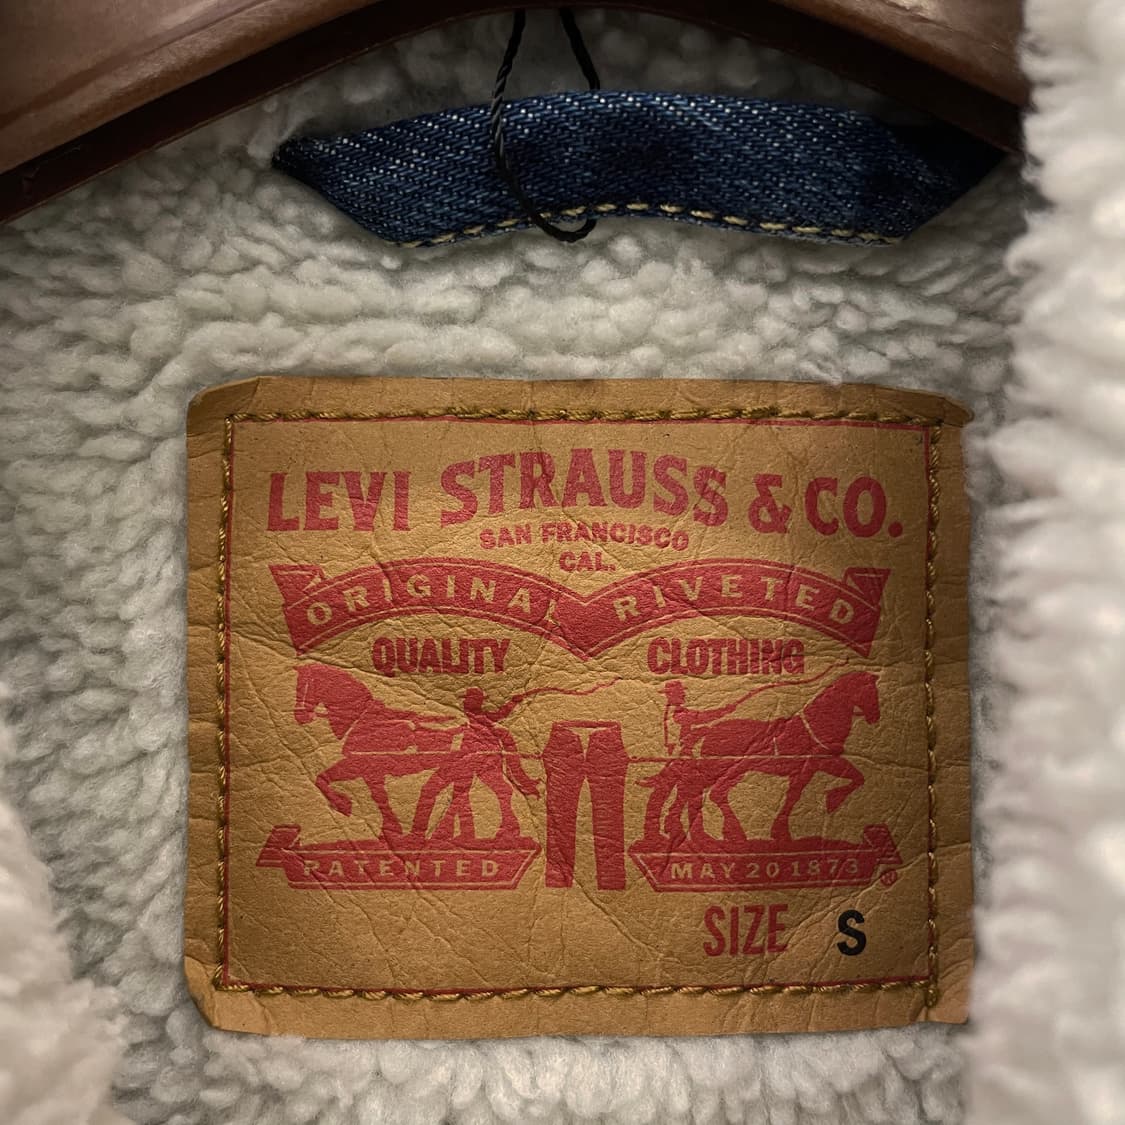 LEVI STRAUSS & CO.
SAN FRANCISCO
CAL.
ORIGINAL RIVETED
QUALITY CLOTHING
PATENTED MAY 20 1873 ®
SIZE S